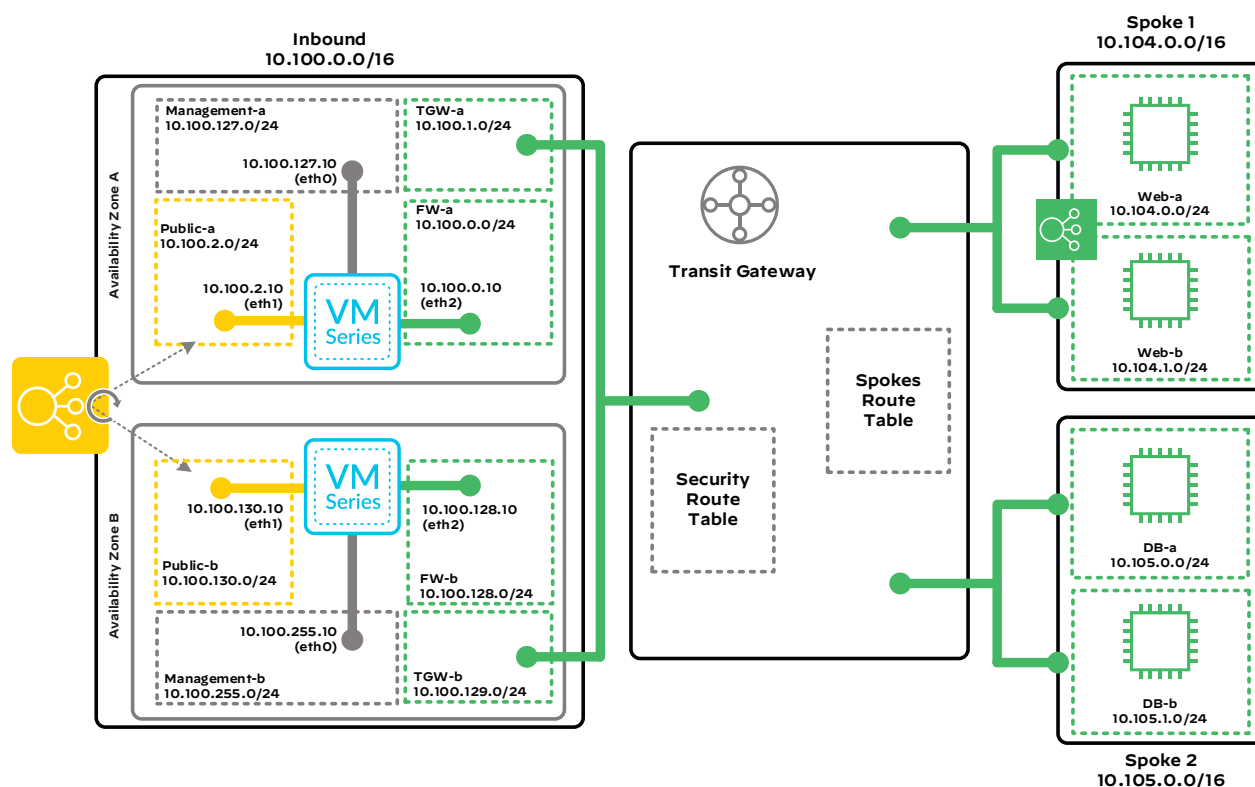 Inbound
10.100.0.0/16
Availability Zone A
Management-a
10.100.127.0/24
10.100.127.10
(eth0)
TGW-a
10.100.1.0/24
Public-a
10.100.2.0/24
10.100.2.10
(eth1)
VM
Series
FW-a
10.100.0.0/24
10.100.0.10
(eth2)
Availability Zone B
VM
Series
10.100.130.10
(eth1)
Public-b
10.100.130.0/24
10.100.128.10
(eth2)
FW-b
10.100.128.0/24
10.100.255.10
(eth0)
Management-b
10.100.255.0/24
TGW-b
10.100.129.0/24
Transit Gateway
Spokes
Route
Table
Security
Route
Table
Spoke 1
10.104.0.0/16
Web-a
10.104.0.0/24
Web-b
10.104.1.0/24
DB-a
10.105.0.0/24
DB-b
10.105.1.0/24
Spoke 2
10.105.0.0/16